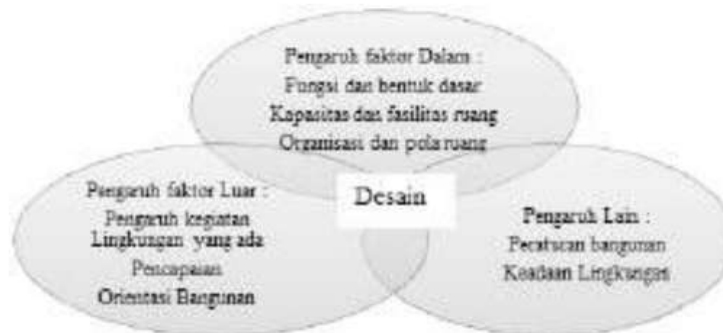 Pengaruh faktor Dalam :
Fungsi dan bentuk dasar
Kapasitas dan fasilitas ruang
Organisasi dan pola ruang
Desain
Pengaruh faktor Luar :
Pengaruh kegiatan
Lingkungan yang ada
Pencapaian
Orientasi Bangunan
Pengaruh Lain :
Peraturan bangunan
Keadaan Lingkungan